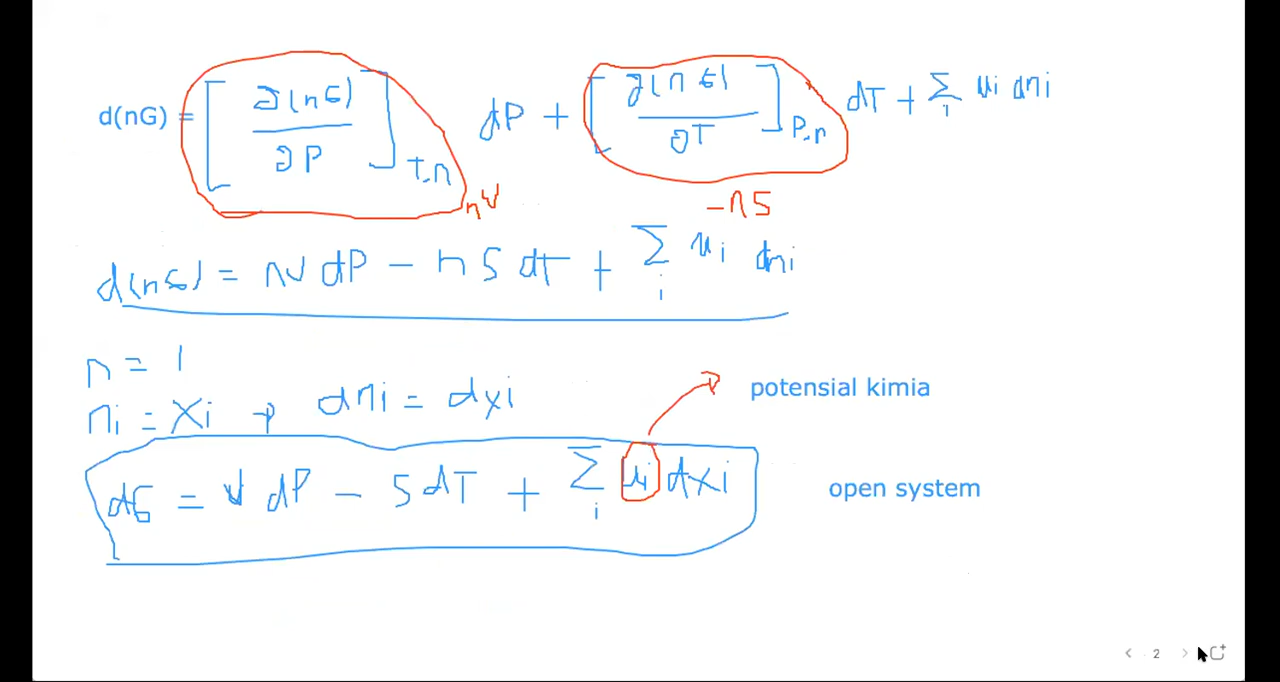 d(nG) = [∂(nG)/∂P]T,n dP + [∂(nG)/∂T]P,n dT + Σi μi dni
nV
-nS
d(nG) = nV dP - nS dT + Σi μi dni
n = 1
ni = xi → dni = dxi
potensial kimia
dG = V dP - S dT + Σi μi dxi
open system
2